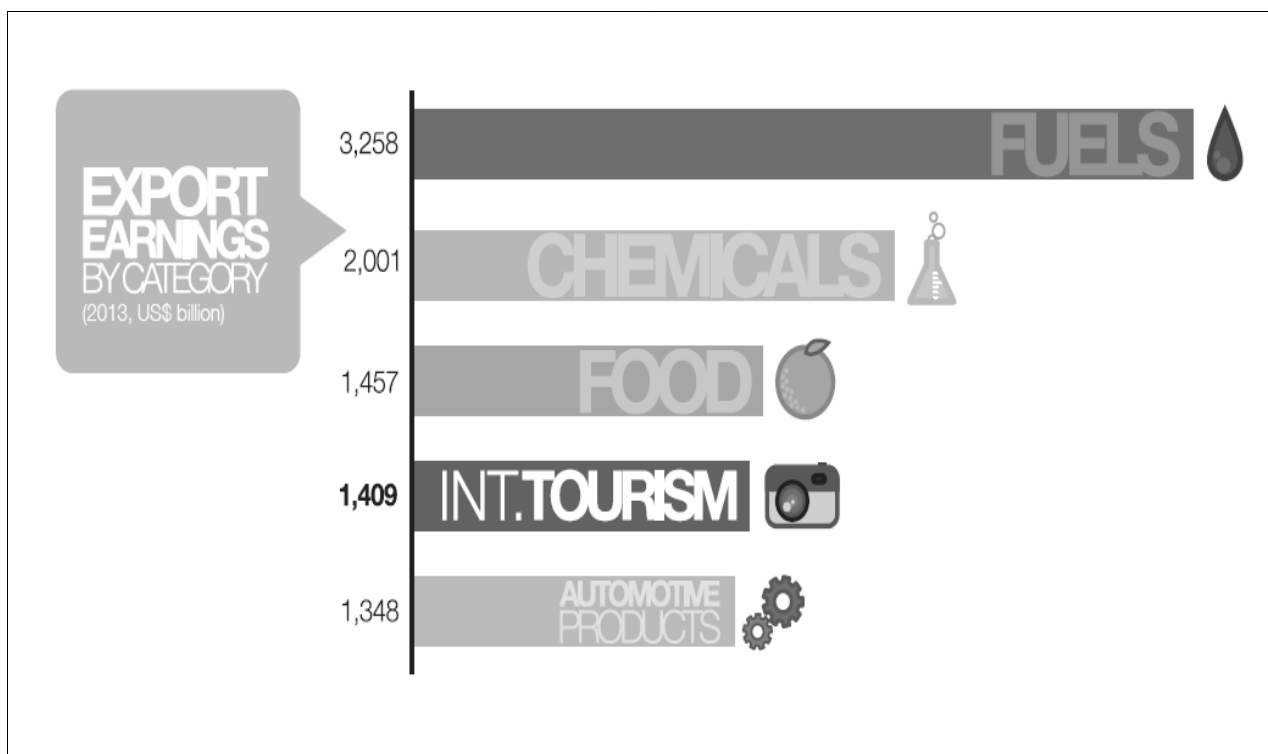 EXPORT
EARNINGS
BY CATEGORY
(2013, US$ billion)
3,258 FUELS
2,001 CHEMICALS
1,457 FOOD
1,409 INT.TOURISM
1,348 AUTOMOTIVE
PRODUCTS